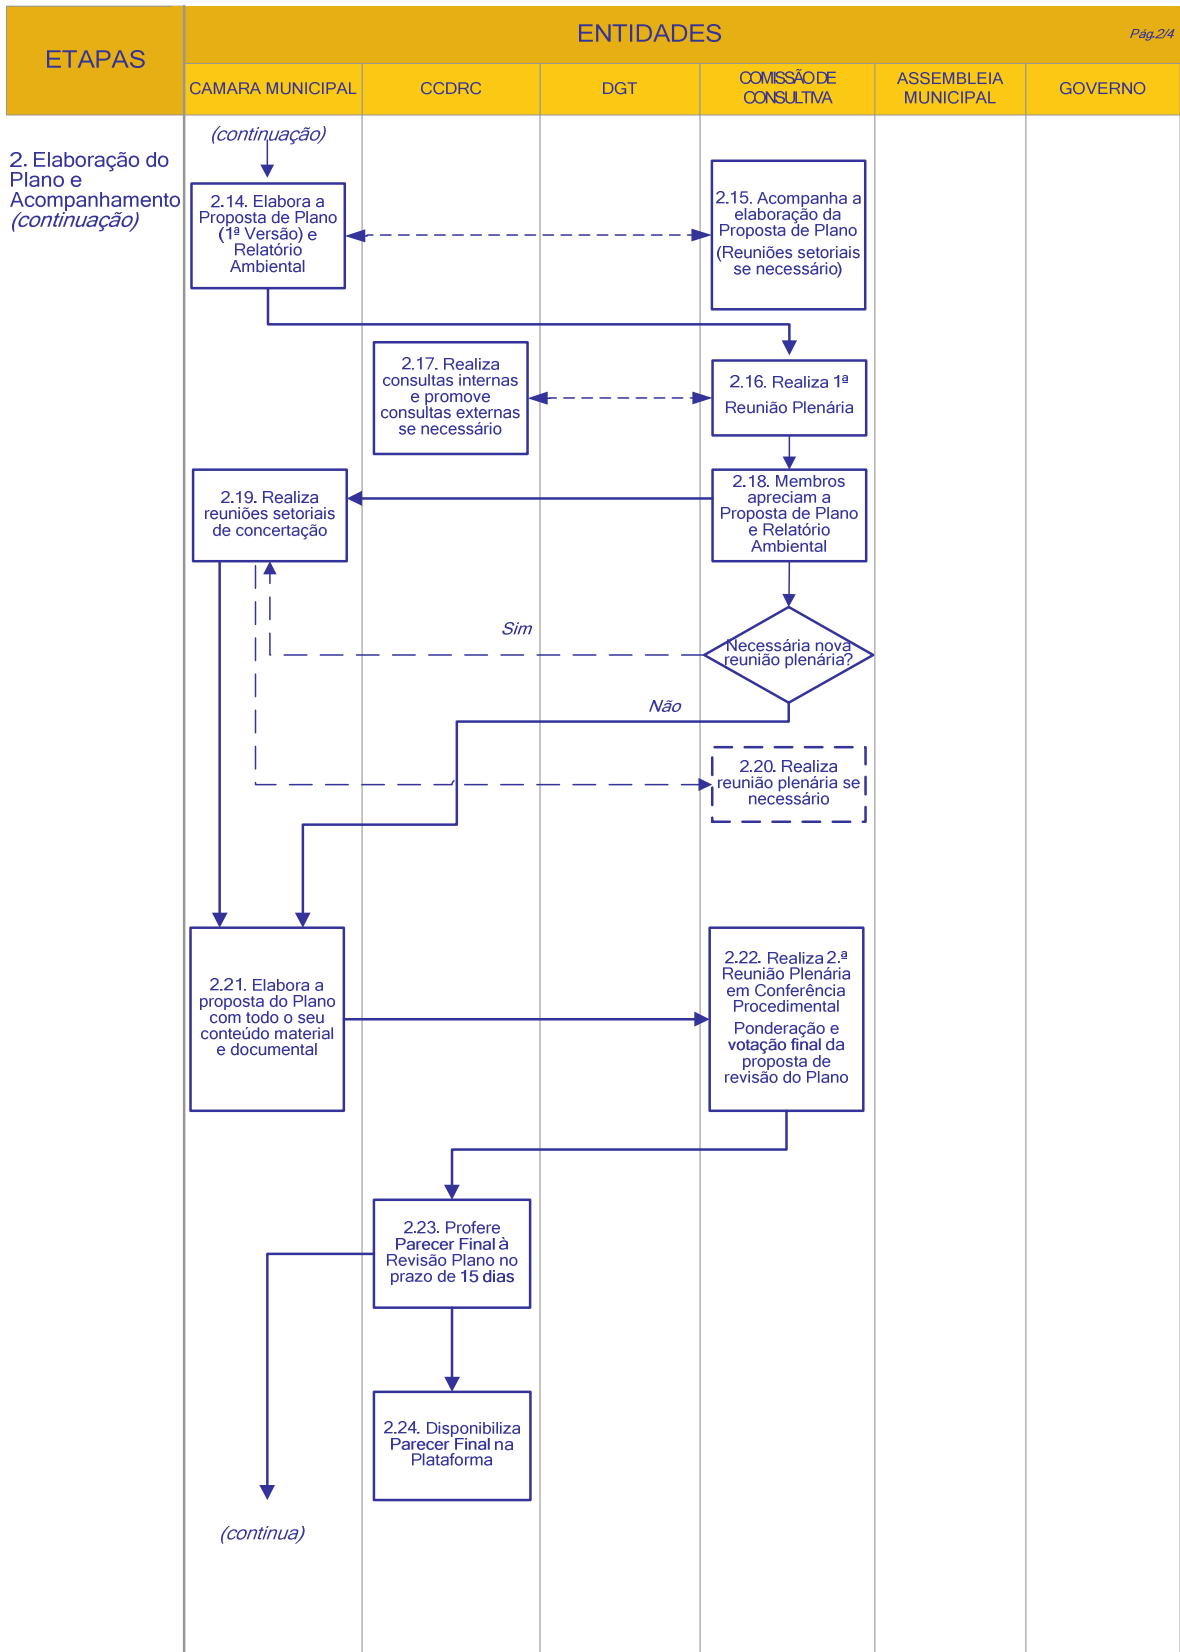 ETAPAS
ENTIDADES
Pág.2/4
CAMARA MUNICIPAL
CCDRC
DGT
COMISSÃO DE
CONSULTIVA
ASSEMBLEIA
MUNICIPAL
GOVERNO
(continuação)
2. Elaboração do
Plano e
Acompanhamento
(continuação)
2.14. Elabora a
Proposta de Plano
(1ª Versão) e
Relatório
Ambiental
2.15. Acompanha a
elaboração da
Proposta de Plano
(Reuniões setoriais
se necessário)
2.17. Realiza
consultas internas
e promove
consultas externas
se necessário
2.16. Realiza 1ª
Reunião Plenária
2.19. Realiza
reuniões setoriais
de concertação
2.18. Membros
apreciam a
Proposta de Plano
e Relatório
Ambiental
Sim
Necessária nova
reunião plenária?
Não
2.20. Realiza
reunião plenária se
necessário
2.21. Elabora a
proposta do Plano
com todo o seu
conteúdo material
e documental
2.22. Realiza 2.ª
Reunião Plenária
em Conferência
Procedimental
Ponderação e
votação final da
proposta de
revisão do Plano
2.23. Profere
Parecer Final à
Revisão Plano no
prazo de 15 dias
2.24. Disponibiliza
Parecer Final na
Plataforma
(continua)